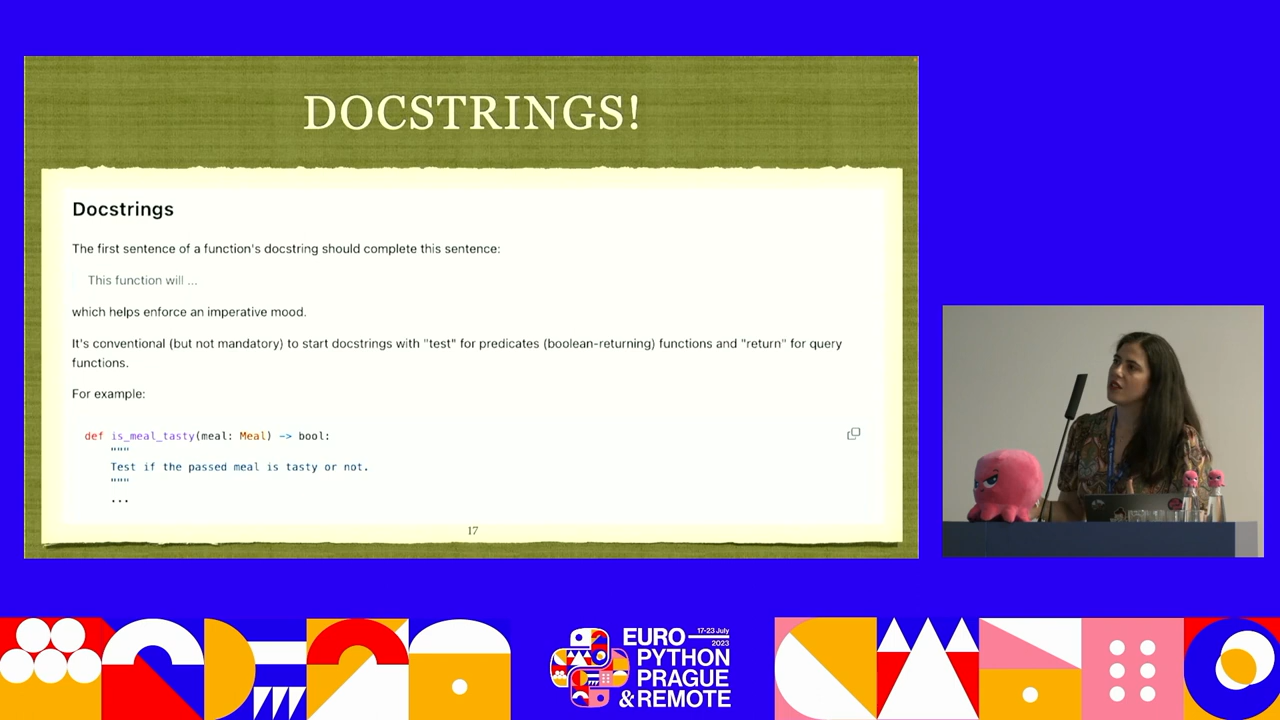 DOCSTRINGS!
Docstrings
The first sentence of a function's docstring should complete this sentence:
This function will ...
which helps enforce an imperative mood.
It's conventional (but not mandatory) to start docstrings with "test" for predicates (boolean-returning) functions and "return" for query
functions.
For example:
def is_meal_tasty(meal: Meal) -> bool:
"""
Test if the passed meal is tasty or not.
"""
...
17
EURO 17-23 July
2023
PYTHON
PRAGUE
& REMOTE